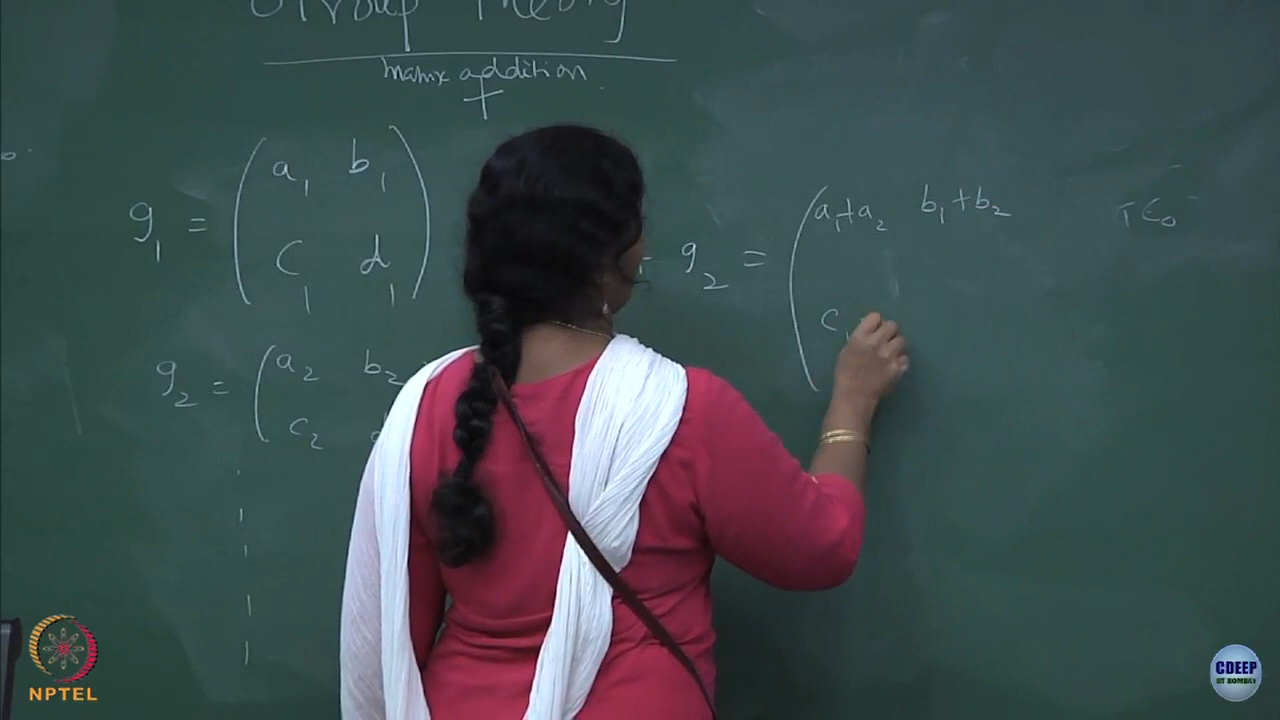 Group Theory
matrix addition
+
g₁ = ( a₁ b₁
c₁ d₁ )
g₂ = ( a₂ b₂
c₂ d
g₂ = ( a₁+a₂ b₁+b₂
c₁
NPTEL
CDEEP
IIT BOMBAY